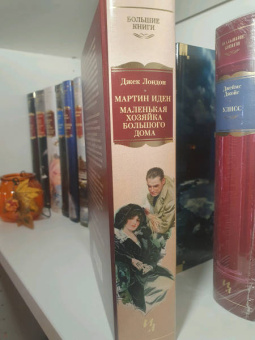 БОЛЬШИЕ
КНИГИ
Джек Лондон
МАРТИН ИДЕН
МАЛЕНЬКАЯ
ХОЗЯЙКА
БОЛЬШОГО
ДОМА
БОЛЬШИЕ
КНИГИ
Джеймс
Джойс
УЛИСС